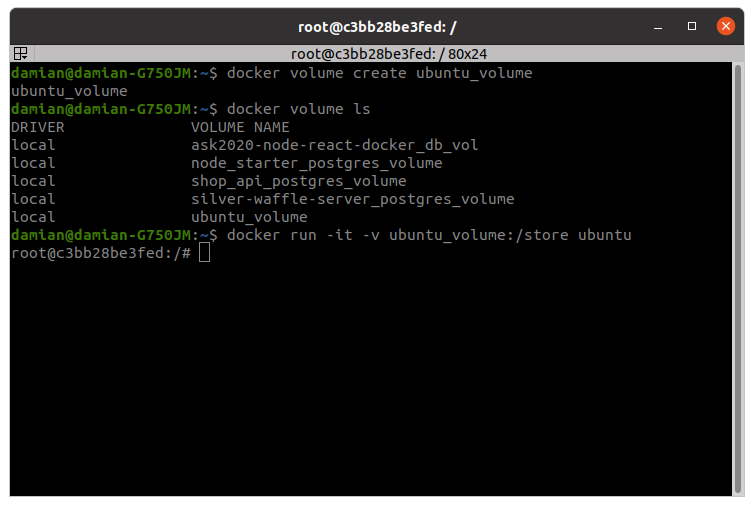 root@c3bb28be3fed: /
root@c3bb28be3fed: / 80x24
damian@damian-G750JM:~$ docker volume create ubuntu_volume
ubuntu_volume
damian@damian-G750JM:~$ docker volume ls
DRIVER              VOLUME NAME
local               ask2020-node-react-docker_db_vol
local               node_starter_postgres_volume
local               shop_api_postgres_volume
local               silver-waffle-server_postgres_volume
local               ubuntu_volume
damian@damian-G750JM:~$ docker run -it -v ubuntu_volume:/store ubuntu
root@c3bb28be3fed:/#